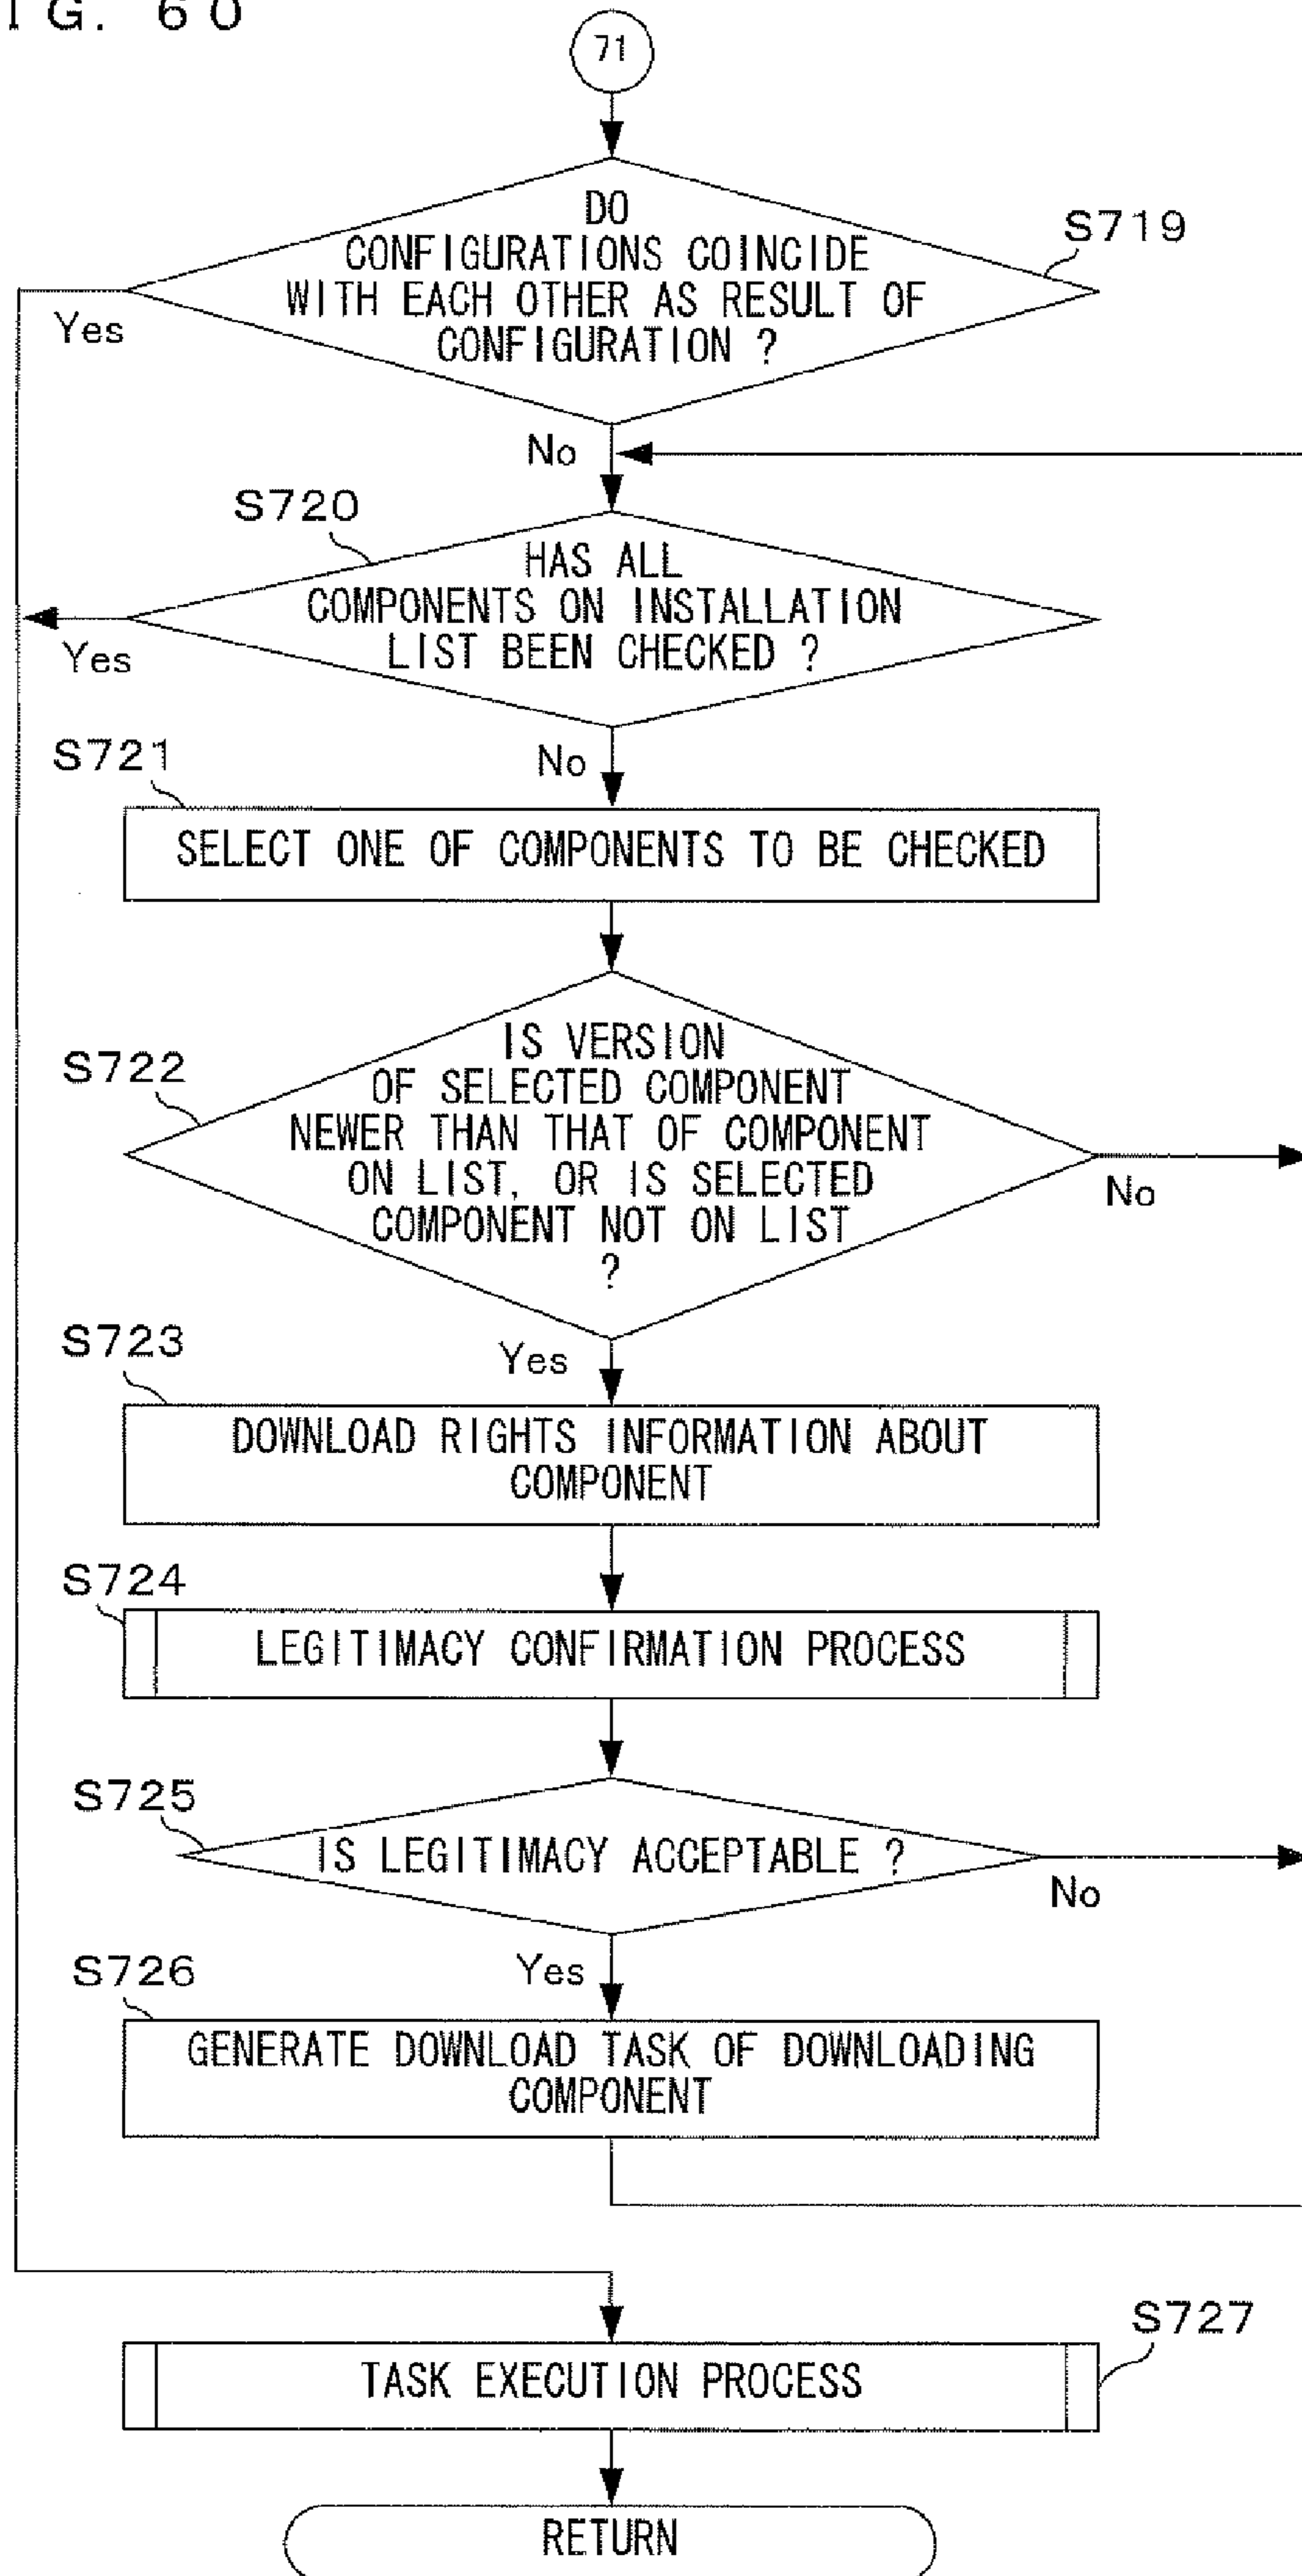 IG. 60
71
DO
CONFIGURATIONS COINCIDE
WITH EACH OTHER AS RESULT OF
CONFIGURATION ?
S719
Yes
No
S720
HAS ALL
COMPONENTS ON INSTALLATION
LIST BEEN CHECKED ?
Yes
No
S721
SELECT ONE OF COMPONENTS TO BE CHECKED
S722
IS VERSION
OF SELECTED COMPONENT
NEWER THAN THAT OF COMPONENT
ON LIST, OR IS SELECTED
COMPONENT NOT ON LIST
?
No
Yes
S723
DOWNLOAD RIGHTS INFORMATION ABOUT
COMPONENT
S724
LEGITIMACY CONFIRMATION PROCESS
S725
IS LEGITIMACY ACCEPTABLE ?
No
Yes
S726
GENERATE DOWNLOAD TASK OF DOWNLOADING
COMPONENT
S727
TASK EXECUTION PROCESS
RETURN